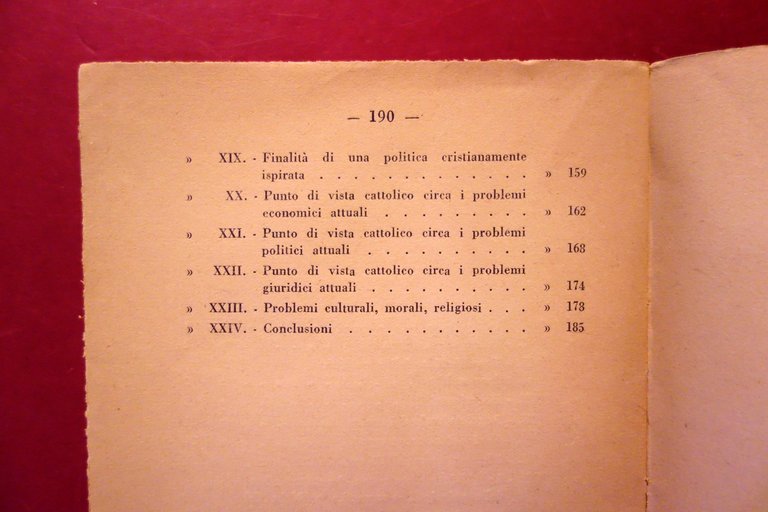 — 190 —
» XIX. - Finalità di una politica cristianamente
ispirata . . . . . . . . . . . . . » 159
» XX. - Punto di vista cattolico circa i problemi
economici attuali . . . . . . . . . » 162
» XXI. - Punto di vista cattolico circa i problemi
politici attuali . . . . . . . . . . » 168
» XXII. - Punto di vista cattolico circa i problemi
giuridici attuali . . . . . . . . . . » 174
» XXIII. - Problemi culturali, morali, religiosi . . . » 178
» XXIV. - Conclusioni . . . . . . . . . . . » 185